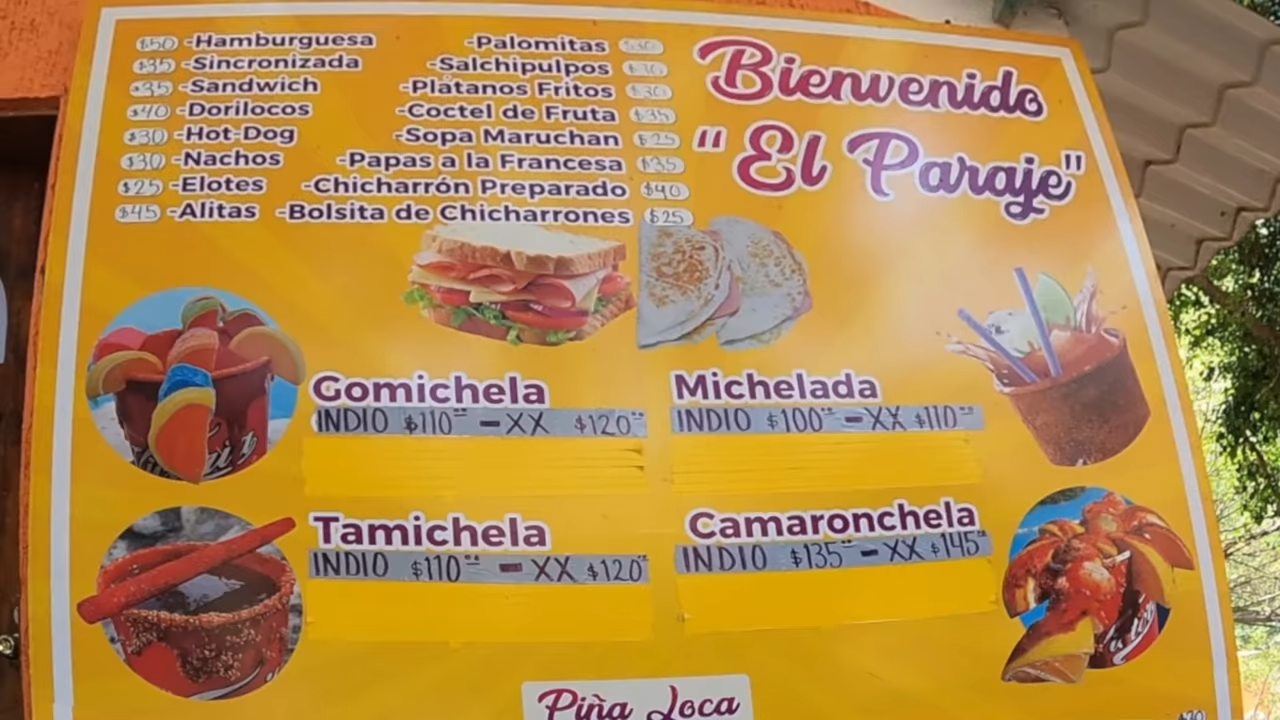 $50 -Hamburguesa
$35 -Sincronizada
$35 -Sandwich
$40 -Dorilocos
$30 -Hot-Dog
$30 -Nachos
$25 -Elotes
$45 -Alitas
-Palomitas $30
-Salchipulpos $30
-Plátanos Fritos $30
-Coctel de Fruta $35
-Sopa Maruchan $25
-Papas a la Francesa $35
-Chicharrón Preparado $40
-Bolsita de Chicharrones $25
Bienvenido
"El Paraje"
Gomichela
INDIO $110°° - XX $120°°
Michelada
INDIO $100°° - XX $110°°
Tamichela
INDIO $110°° - XX $120°°
Camaronchela
INDIO $135°° - XX $145°°
Piña Loca